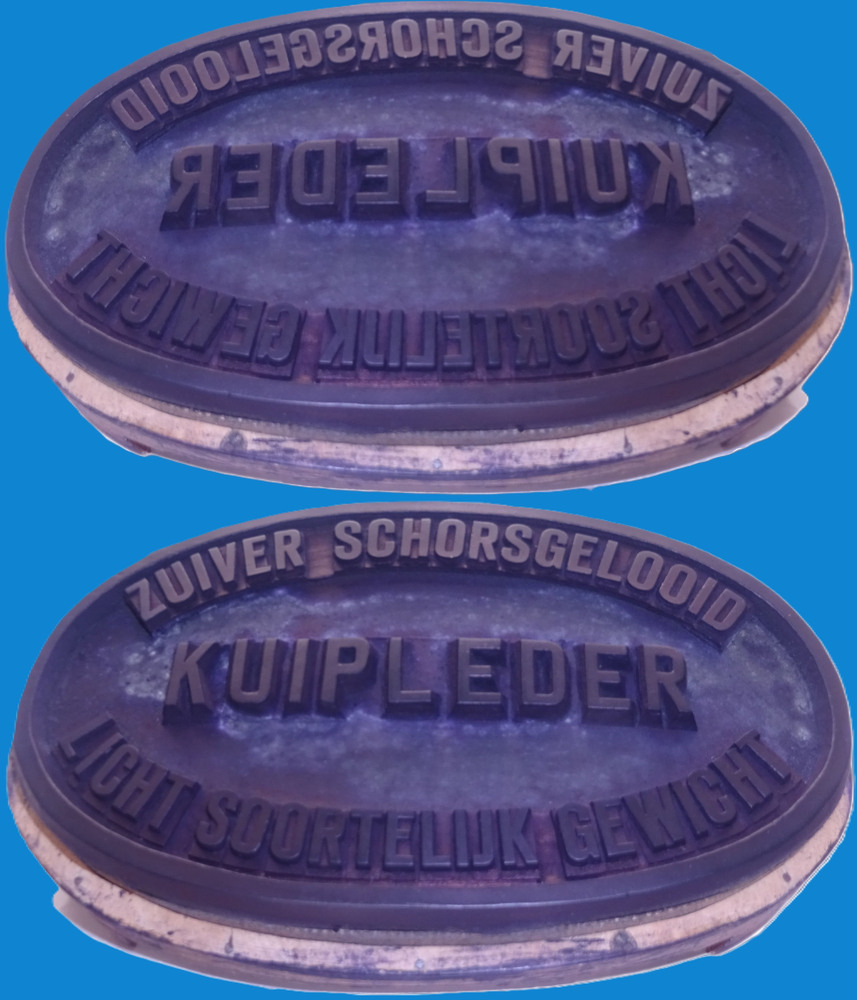 ZUIVER SCHORSGELOOID
KUIPLEDER
LICHT SOORTELIJK GEWICHT
ZUIVER SCHORSGELOOID
KUIPLEDER
LICHT SOORTELIJK GEWICHT